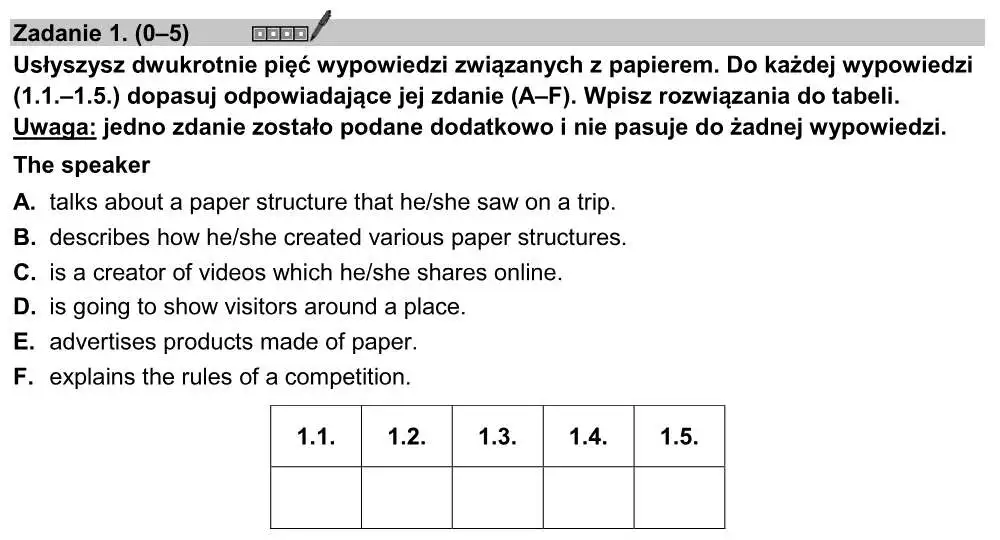 Zadanie 1. (0–5)
Usłyszysz dwukrotnie pięć wypowiedzi związanych z papierem. Do każdej wypowiedzi
(1.1.–1.5.) dopasuj odpowiadające jej zdanie (A–F). Wpisz rozwiązania do tabeli.
Uwaga: jedno zdanie zostało podane dodatkowo i nie pasuje do żadnej wypowiedzi.
The speaker
A. talks about a paper structure that he/she saw on a trip.
B. describes how he/she created various paper structures.
C. is a creator of videos which he/she shares online.
D. is going to show visitors around a place.
E. advertises products made of paper.
F. explains the rules of a competition.
1.1. 1.2. 1.3. 1.4. 1.5.